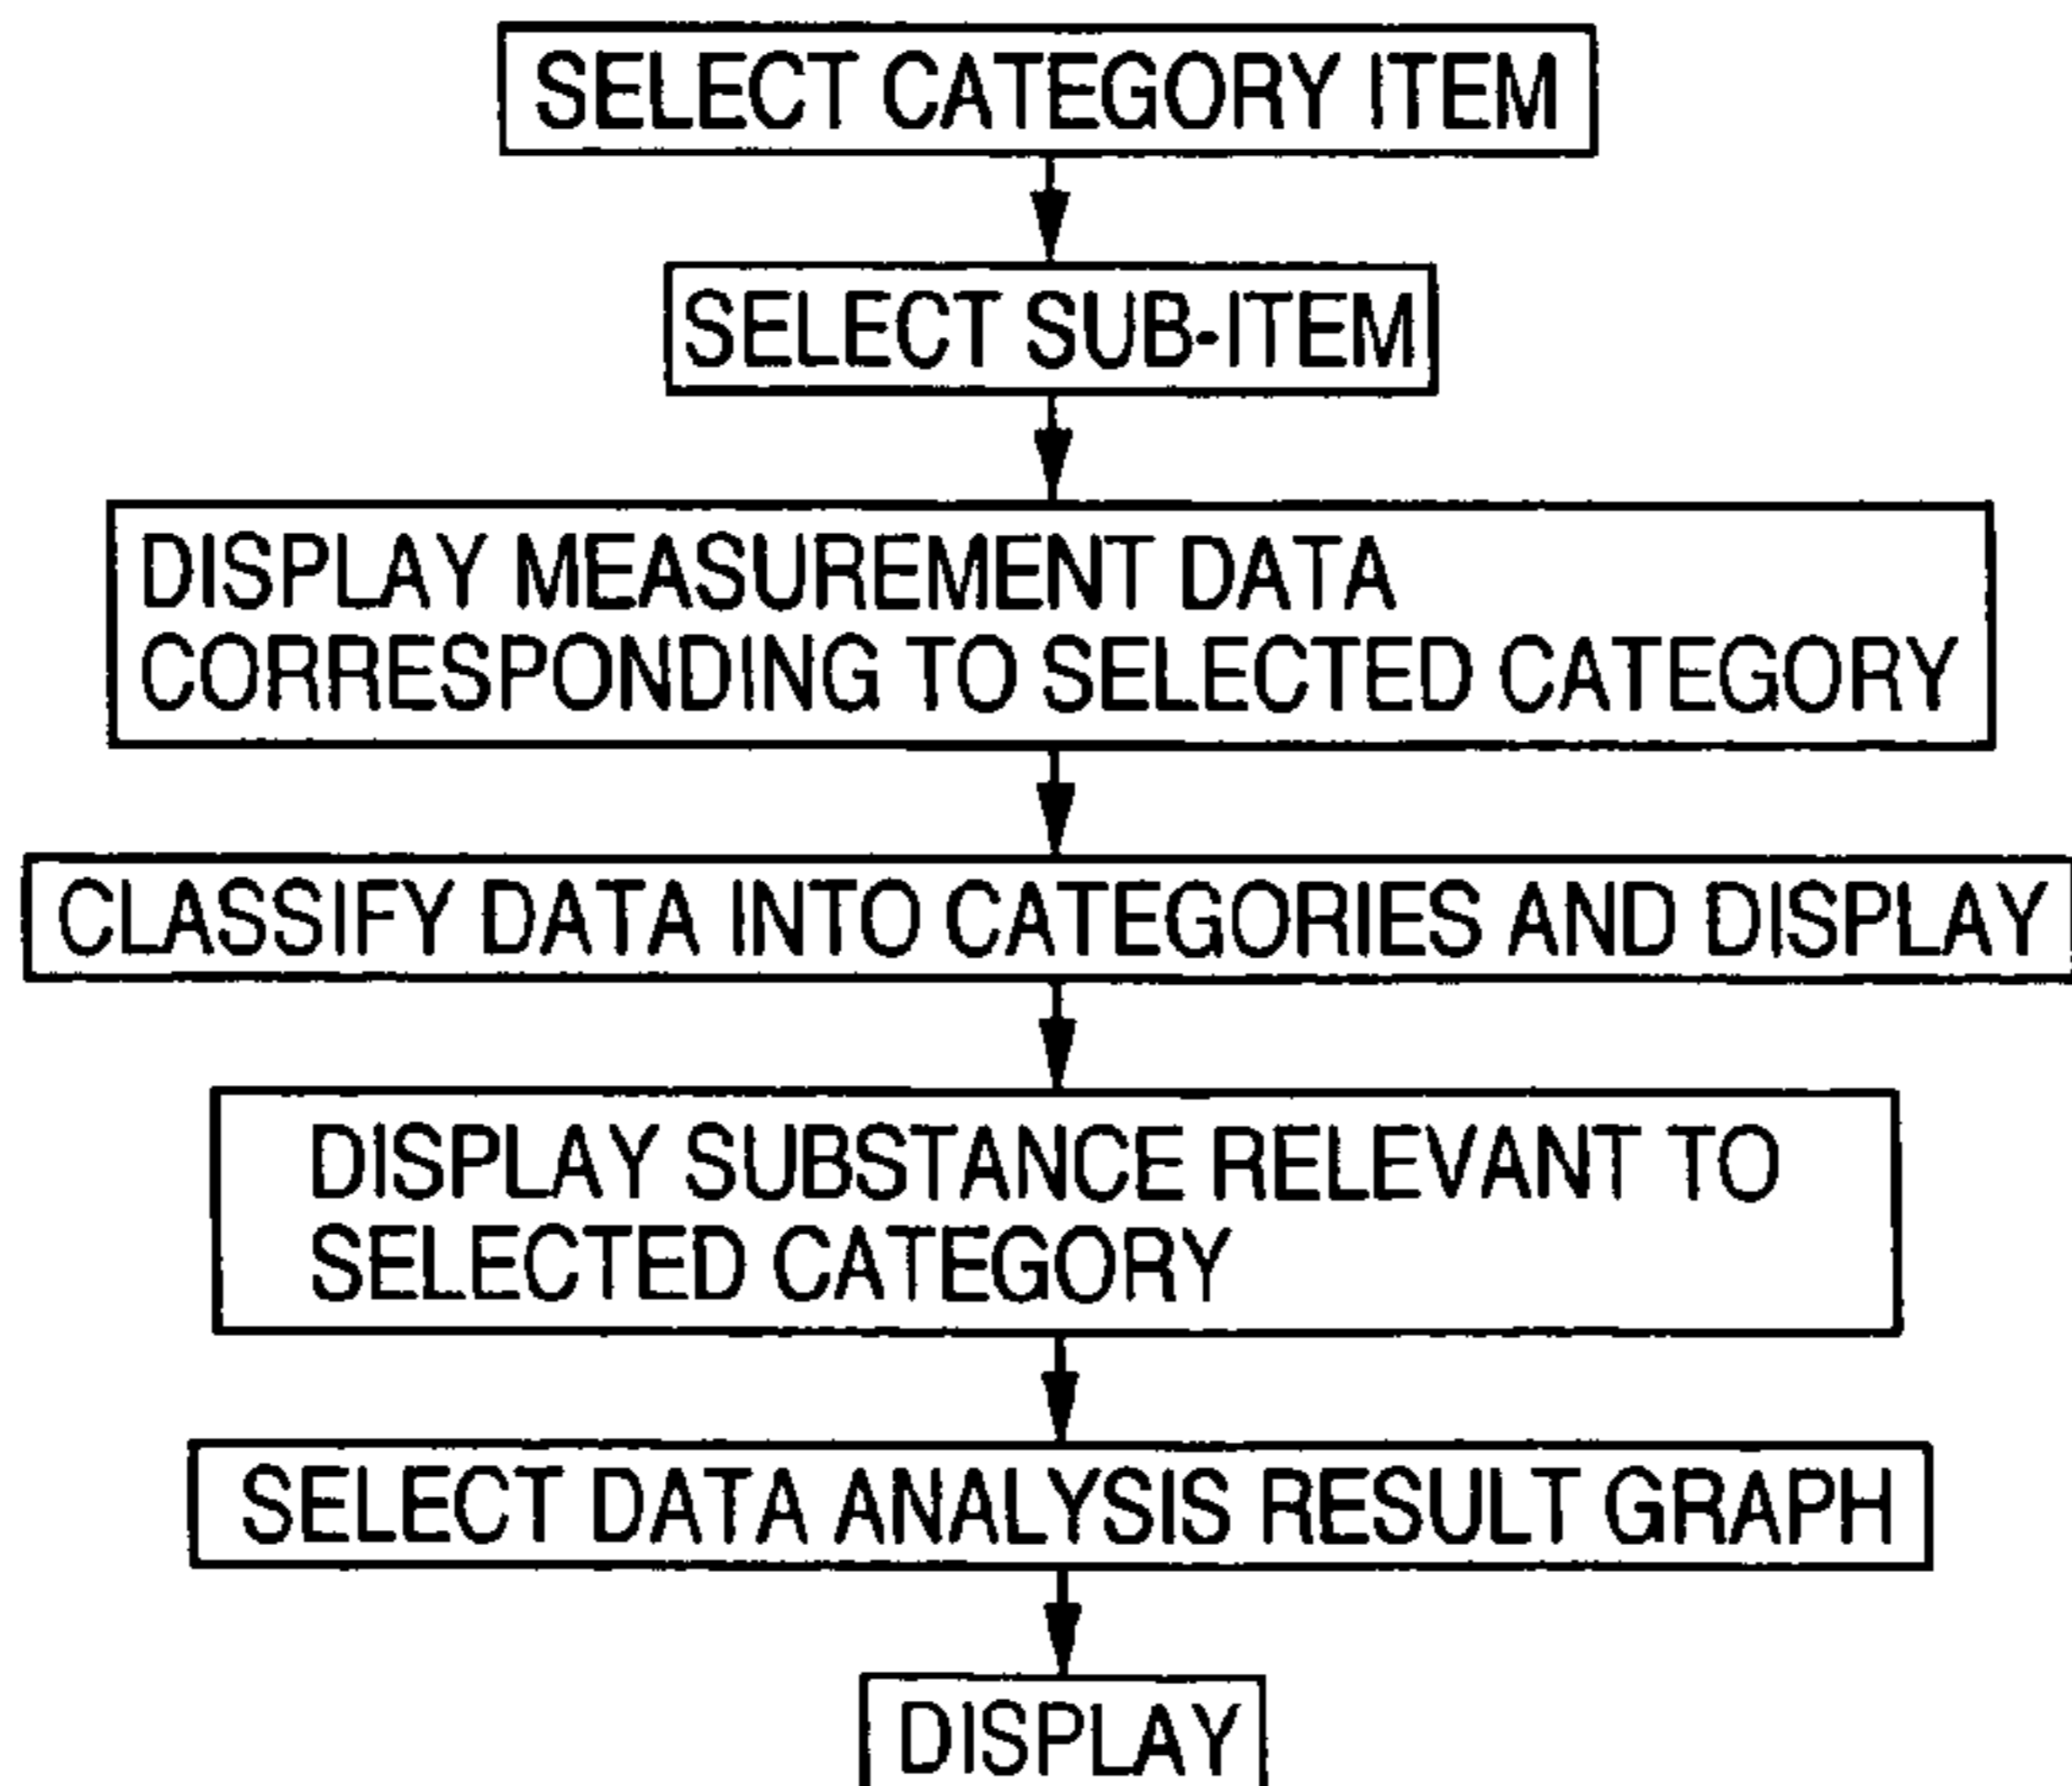 SELECT CATEGORY ITEM
SELECT SUB-ITEM
DISPLAY MEASUREMENT DATA
CORRESPONDING TO SELECTED CATEGORY
CLASSIFY DATA INTO CATEGORIES AND DISPLAY
DISPLAY SUBSTANCE RELEVANT TO
SELECTED CATEGORY
SELECT DATA ANALYSIS RESULT GRAPH
DISPLAY